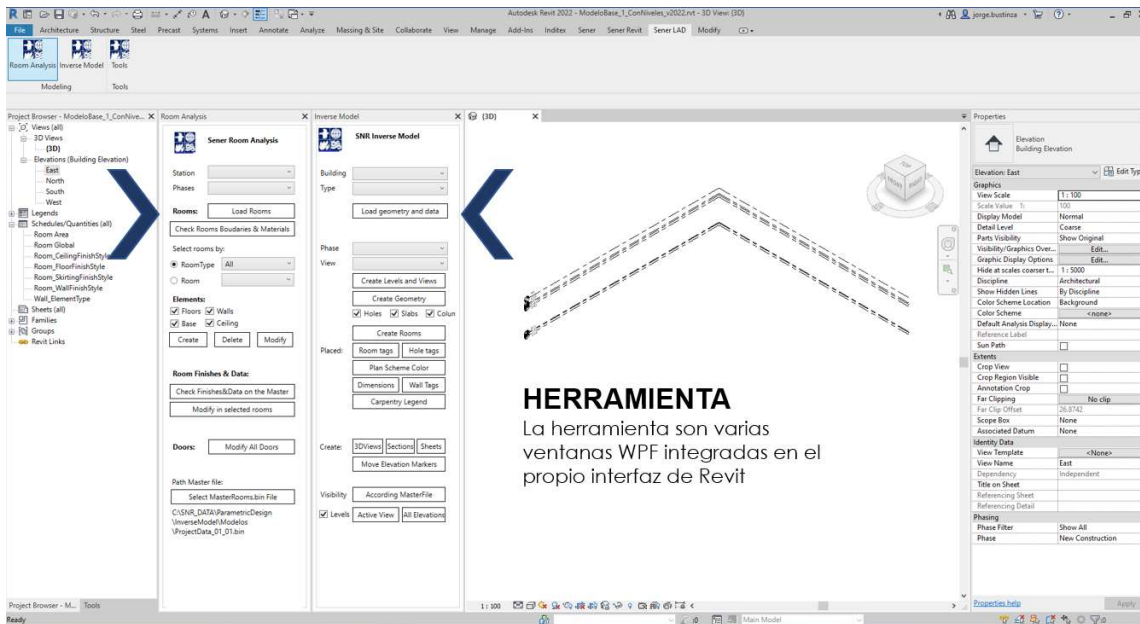 Autodesk Revit 2022 - ModeloBase_1_ConNiveles_v2022.rvt - 3D View: {3D}
jorge.bustinza
File Architecture Structure Steel Precast Systems Insert Annotate Analyze Massing & Site Collaborate View Manage Add-Ins Inditex Sener Sener Revit Sener LAD Modify
Room Analysis Inverse Model Tools
Modeling Tools
Project Browser - ModeloBase_1_ConNive...
Views (all)
3D Views
{3D}
Elevations (Building Elevation)
East
North
South
West
Legends
Schedules/Quantities (all)
Room Area
Room Global
Room_CeilingFinishStyle
Room_FloorFinishStyle
Room_SkirtingFinishStyle
Room_WallFinishStyle
Wall_ElementType
Sheets (all)
Families
Groups
Revit Links
Project Browser - M... Tools
Ready
Room Analysis
Sener Room Analysis
Station
Phases
Rooms: Load Rooms
Check Rooms Boudaries & Materials
Select rooms by:
RoomType All
Room
Elements:
Floors Walls
Base Ceiling
Create Delete Modify
Room Finishes & Data:
Check Finishes&Data on the Master
Modify in selected rooms
Doors: Modify All Doors
Path Master file:
Select MasterRooms.bin File
C:\SNR_DATA\ParametricDesign
\InverseModel\Modelos
\ProjectData_01_01.bin
Inverse Model
SNR Inverse Model
Building
Type
Load geometry and data
Phase
View
Create Levels and Views
Create Geometry
Holes Slabs Colun
Create Rooms
Placed: Room tags Hole tags
Plan Scheme Color
Dimensions Wall Tags
Carpentry Legend
Create: 3DViews Sections Sheets
Move Elevation Markers
Visibility According MasterFile
Levels Active View All Elevations
{3D}
TOP
FRONT RIGHT
HERRAMIENTA
La herramienta son varias
ventanas WPF integradas en el
propio interfaz de Revit
1 : 100
:0 Main Model
Properties
Elevation
Building Elevation
Elevation: East Edit Typ
Graphics
View Scale 1 : 100
Scale Value 1: 100
Display Model Normal
Detail Level Coarse
Parts Visibility Show Original
Visibility/Graphics Over... Edit...
Graphic Display Options Edit...
Hide at scales coarser t... 1 : 5000
Discipline Architectural
Show Hidden Lines By Discipline
Color Scheme Location Background
Color Scheme <none>
Default Analysis Display... None
Reference Label
Sun Path
Extents
Crop View
Crop Region Visible
Annotation Crop
Far Clipping No clip
Far Clip Offset 26.8742
Scope Box None
Associated Datum None
Identity Data
View Template <None>
View Name East
Dependency Independent
Title on Sheet
Referencing Sheet
Referencing Detail
Phasing
Phase Filter Show All
Phase New Construction
Properties help Apply